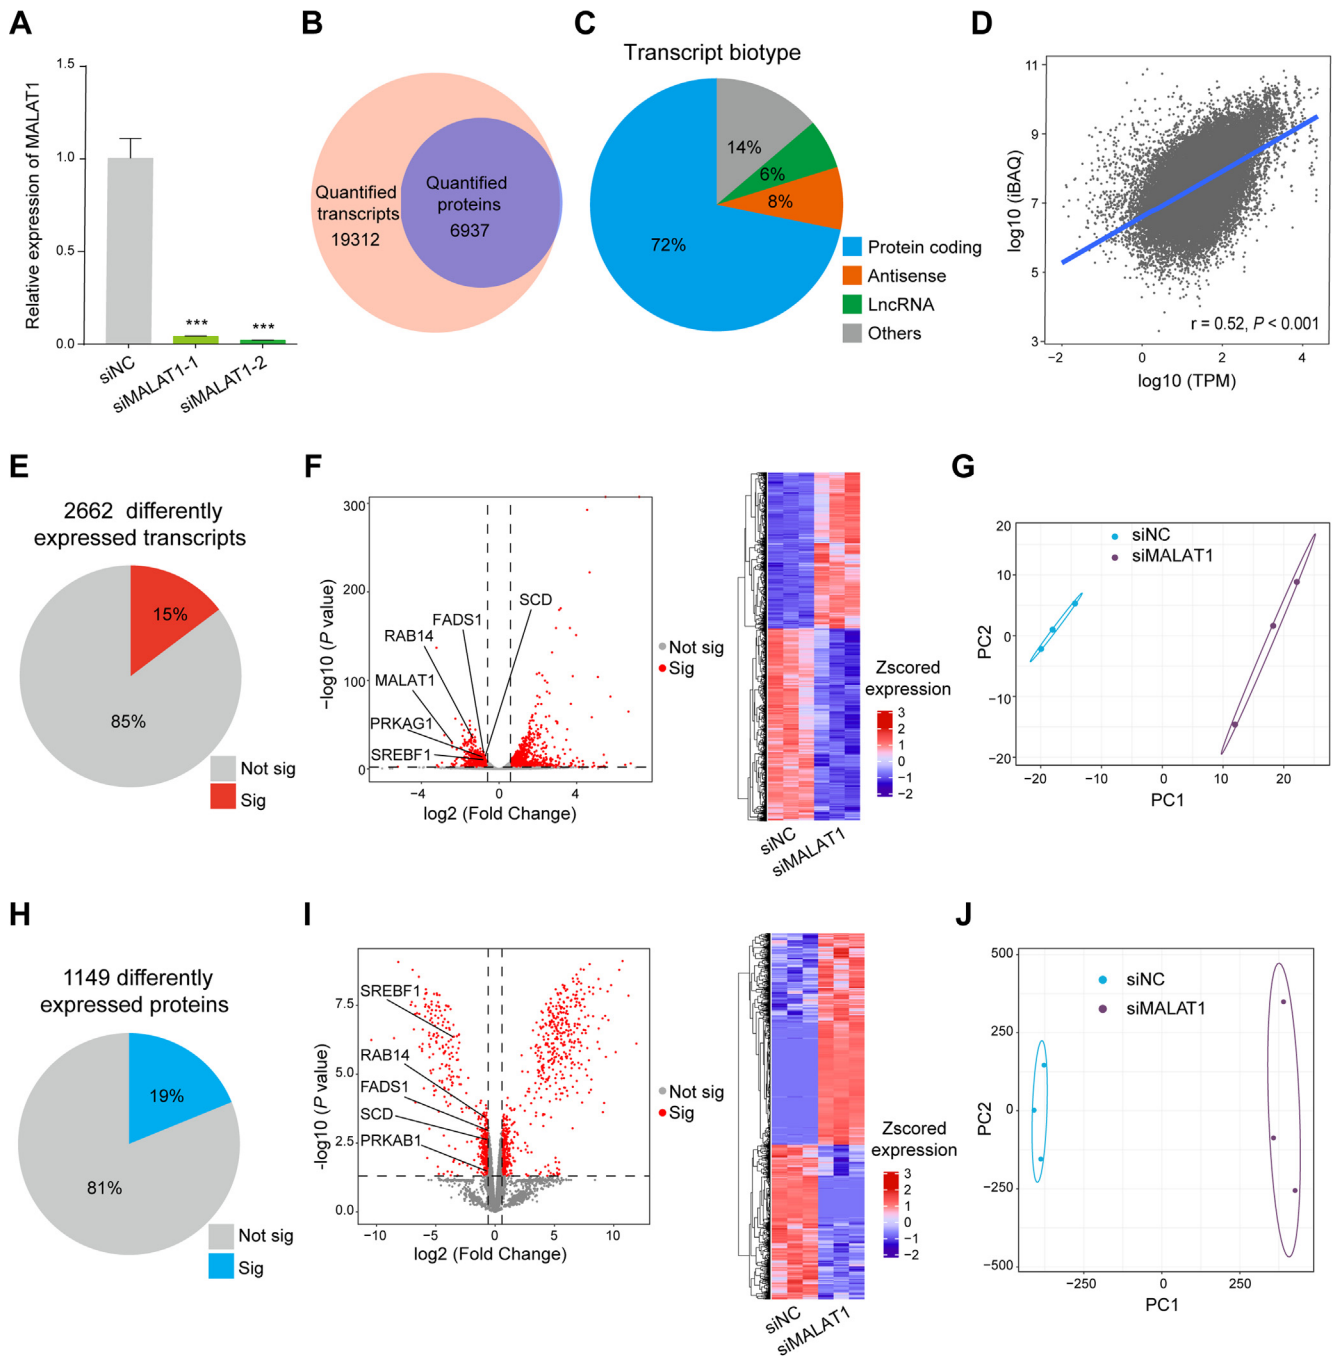 A
Relative expression of MALAT1
1.5
1.0
0.5
0.0
***
***
siNC
siMALAT1-1
siMALAT1-2
B
Quantified
transcripts
19312
Quantified
proteins
6937
C
Transcript biotype
14%
6%
8%
72%
Protein coding
Antisense
LncRNA
Others
D
log10 (iBAQ)
11
9
7
5
3
r = 0.52, P < 0.001
−2
0
2
4
log10 (TPM)
E
2662 differently
expressed transcripts
15%
85%
Not sig
Sig
F
−log10 (P value)
300
200
100
0
SCD
FADS1
RAB14
MALAT1
PRKAG1
SREBF1
−4
0
4
log2 (Fold Change)
Not sig
Sig
siNC
siMALAT1
Zscored
expression
3
2
1
0
−1
−2
G
PC2
20
10
0
−10
−20
siNC
siMALAT1
−20
−10
0
10
20
PC1
H
1149 differently
expressed proteins
19%
81%
Not sig
Sig
I
-log10 (P value)
7.5
5.0
2.5
0.0
SREBF1
RAB14
FADS1
SCD
PRKAB1
−10
−5
0
5
10
log2 (Fold Change)
Not sig
Sig
siNC
siMALAT1
Zscored
expression
3
2
1
0
−1
−2
J
PC2
500
250
0
−250
−500
siNC
siMALAT1
−250
0
250
PC1